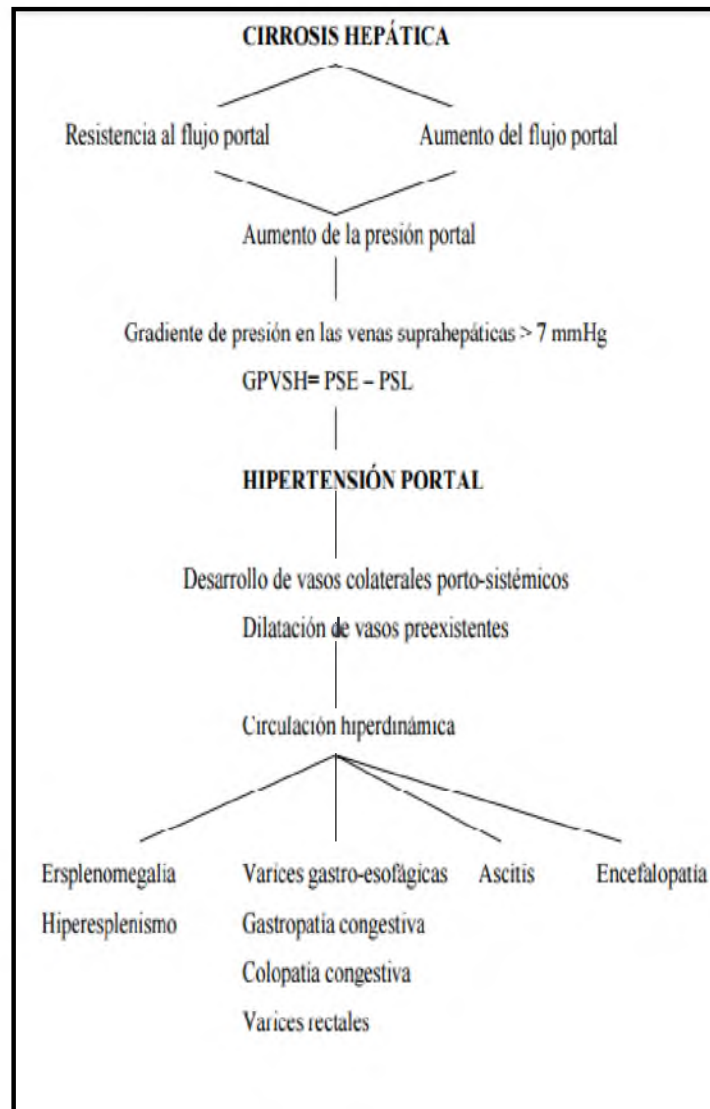 CIRROSIS HEPÁTICA
Resistencia al flujo portal Aumento del flujo portal
Aumento de la presión portal
Gradiente de presión en las venas suprahepáticas > 7 mmHg
GPVSH= PSE – PSL
HIPERTENSIÓN PORTAL
Desarrollo de vasos colaterales porto-sistémicos
Dilatación de vasos preexistentes
Circulación hiperdinámica
Ersplenomegalia Varices gastro-esofágicas Ascitis Encefalopatía
Hiperesplenismo Gastropatía congestiva
Colopatia congestiva
Varices rectales